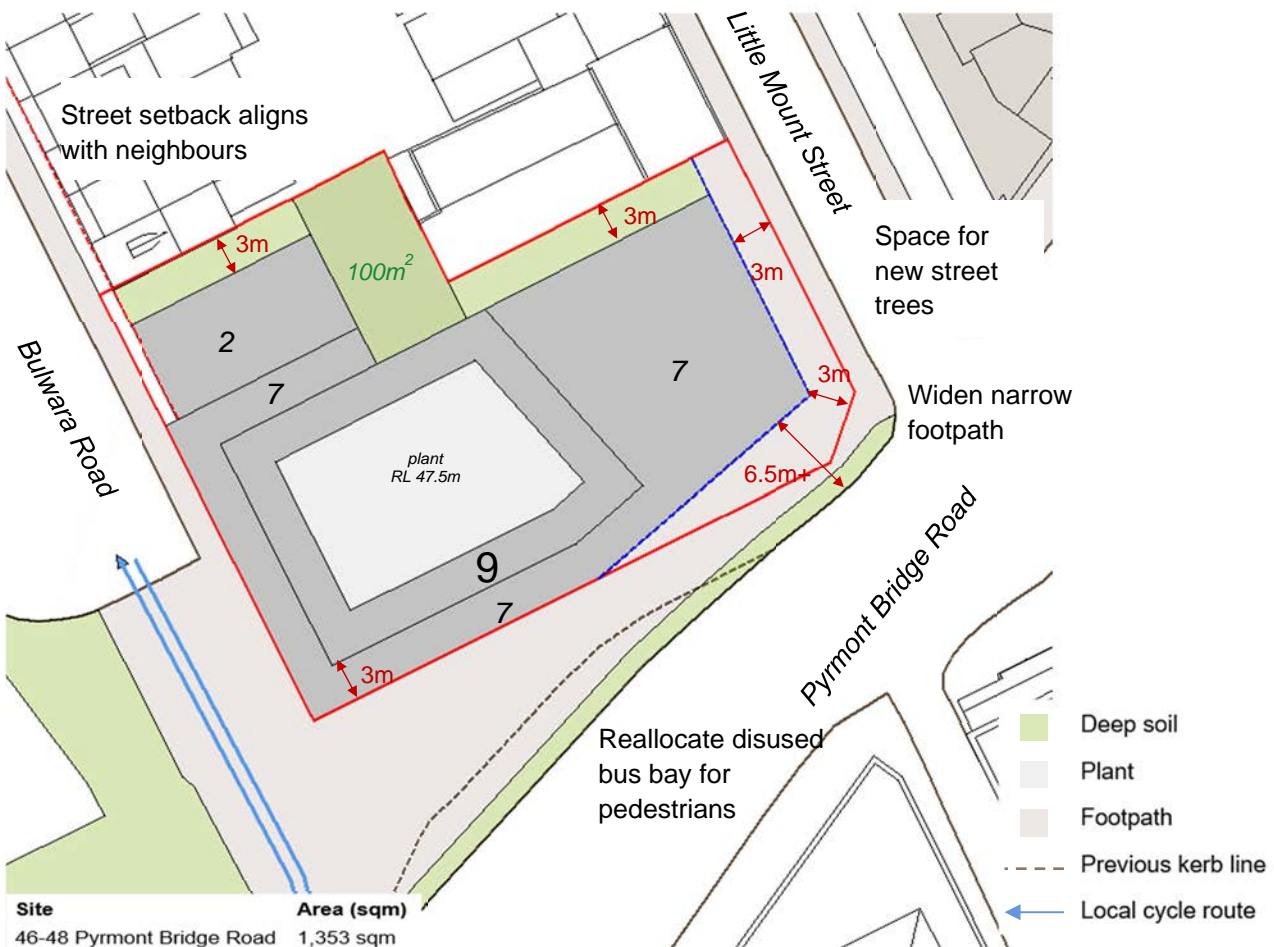 Little Mount Street
Street setback aligns
with neighbours
3m
100m²
3m
3m
Space for
new street
trees
2
7
7
Bulwara Road
plant
RL 47.5m
3m
Widen narrow
footpath
6.5m+
9
7
3m
Pyrmont Bridge Road
Reallocate disused
bus bay for
pedestrians
Deep soil
Plant
Footpath
Previous kerb line
Local cycle route
Site Area (sqm)
46-48 Pyrmont Bridge Road 1,353 sqm